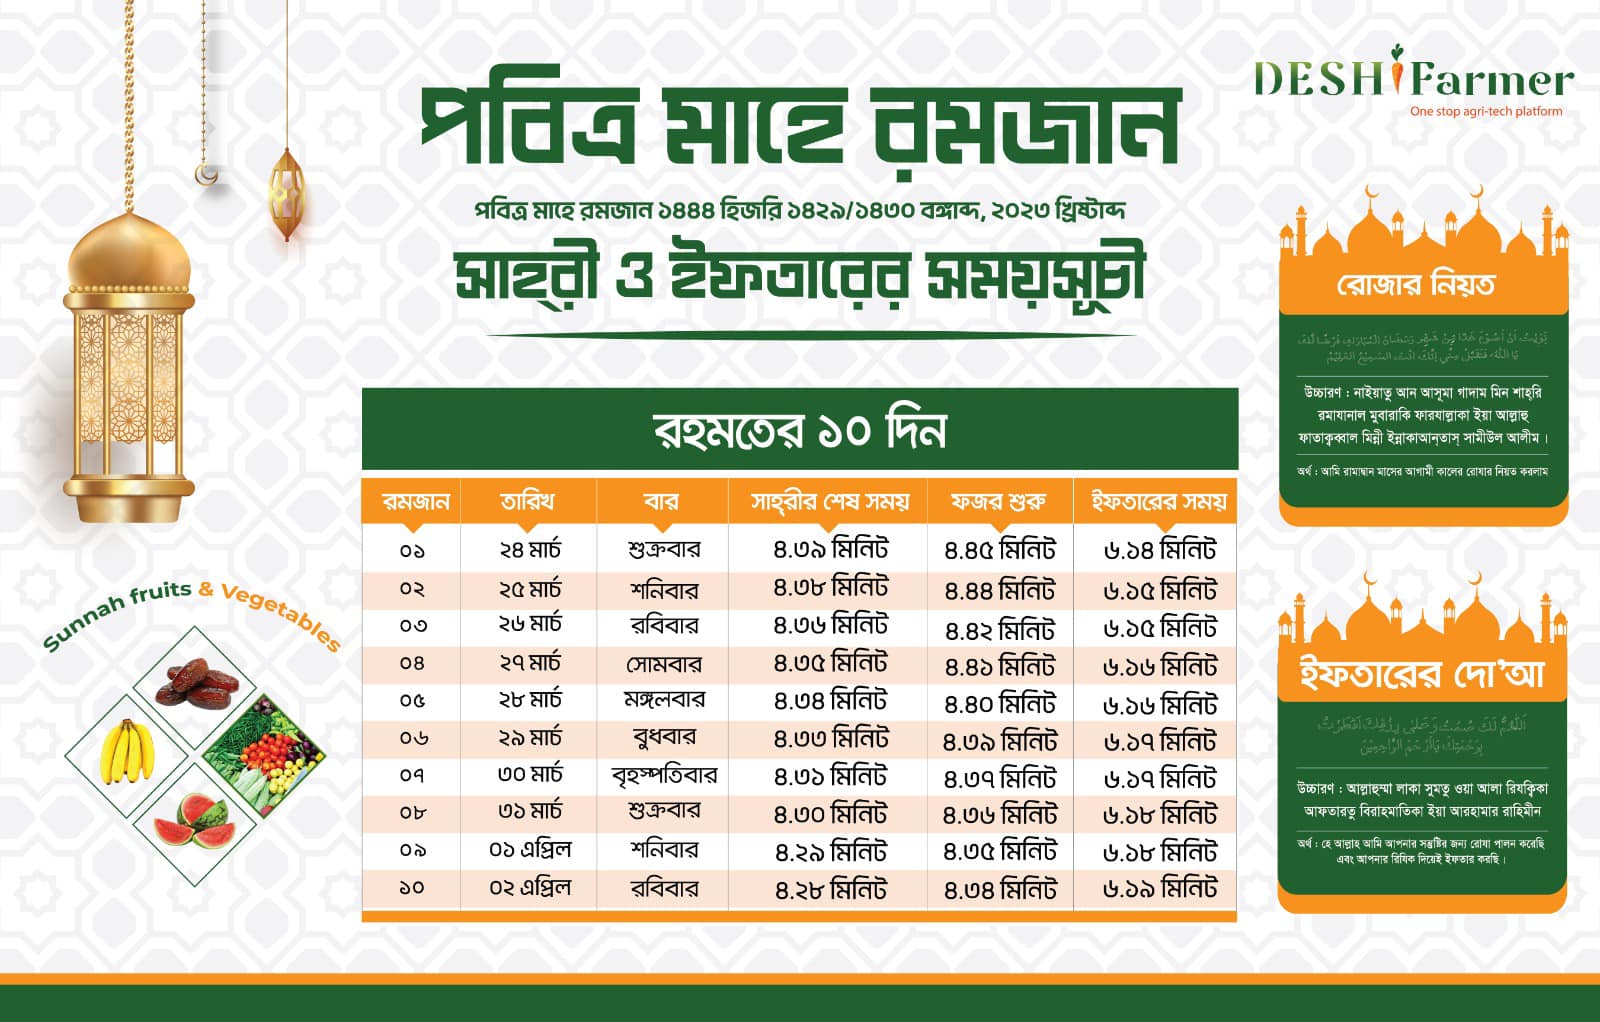 DESHI Farmer
One stop agri-tech platform
পবিত্র মাহে রমজান
পবিত্র মাহে রমজান ১৪৪৪ হিজরি ১৪২৯/১৪৩০ বঙ্গাব্দ, ২০২৩ খ্রিষ্টাব্দ
সাহ্‌রী ও ইফতারের সময়সূচী
রহমতের ১০ দিন
রমজান তারিখ বার সাহ্‌রীর শেষ সময় ফজর শুরু ইফতারের সময়
০১ ২৪ মার্চ শুক্রবার ৪.৩৯ মিনিট ৪.৪৫ মিনিট ৬.১৪ মিনিট
০২ ২৫ মার্চ শনিবার ৪.৩৮ মিনিট ৪.৪৪ মিনিট ৬.১৫ মিনিট
০৩ ২৬ মার্চ রবিবার ৪.৩৬ মিনিট ৪.৪২ মিনিট ৬.১৫ মিনিট
০৪ ২৭ মার্চ সোমবার ৪.৩৫ মিনিট ৪.৪১ মিনিট ৬.১৬ মিনিট
০৫ ২৮ মার্চ মঙ্গলবার ৪.৩৪ মিনিট ৪.৪০ মিনিট ৬.১৬ মিনিট
০৬ ২৯ মার্চ বুধবার ৪.৩৩ মিনিট ৪.৩৯ মিনিট ৬.১৭ মিনিট
০৭ ৩০ মার্চ বৃহস্পতিবার ৪.৩১ মিনিট ৪.৩৭ মিনিট ৬.১৭ মিনিট
০৮ ৩১ মার্চ শুক্রবার ৪.৩০ মিনিট ৪.৩৬ মিনিট ৬.১৮ মিনিট
০৯ ০১ এপ্রিল শনিবার ৪.২৯ মিনিট ৪.৩৫ মিনিট ৬.১৮ মিনিট
১০ ০২ এপ্রিল রবিবার ৪.২৮ মিনিট ৪.৩৪ মিনিট ৬.১৯ মিনিট
Sunnah fruits & Vegetables
রোজার নিয়ত
উচ্চারণ : নাইয়াতু আন আসূমা গাদাম মিন শাহ্‌রি
রমাযানাল মুবারাকি ফারযাল্লাকা ইয়া আল্লাহু
ফাতাক্বব্বাল মিন্নী ইন্নাকাআন্‌তাস্ সামীউল আলীম।
অর্থ : আমি রামাদ্বান মাসের আগামী কালের রোযার নিয়ত করলাম
ইফতারের দো'আ
উচ্চারণ : আল্লাহুম্মা লাকা সুমতু ওয়া আলা রিযক্বিকা
আফতারতু বিরাহমাতিকা ইয়া আরহামার রাহিমীন
অর্থ : হে আল্লাহ আমি আপনার সন্তুষ্টির জন্য রোযা পালন করেছি
এবং আপনার রিযিক দিয়েই ইফতার করছি।